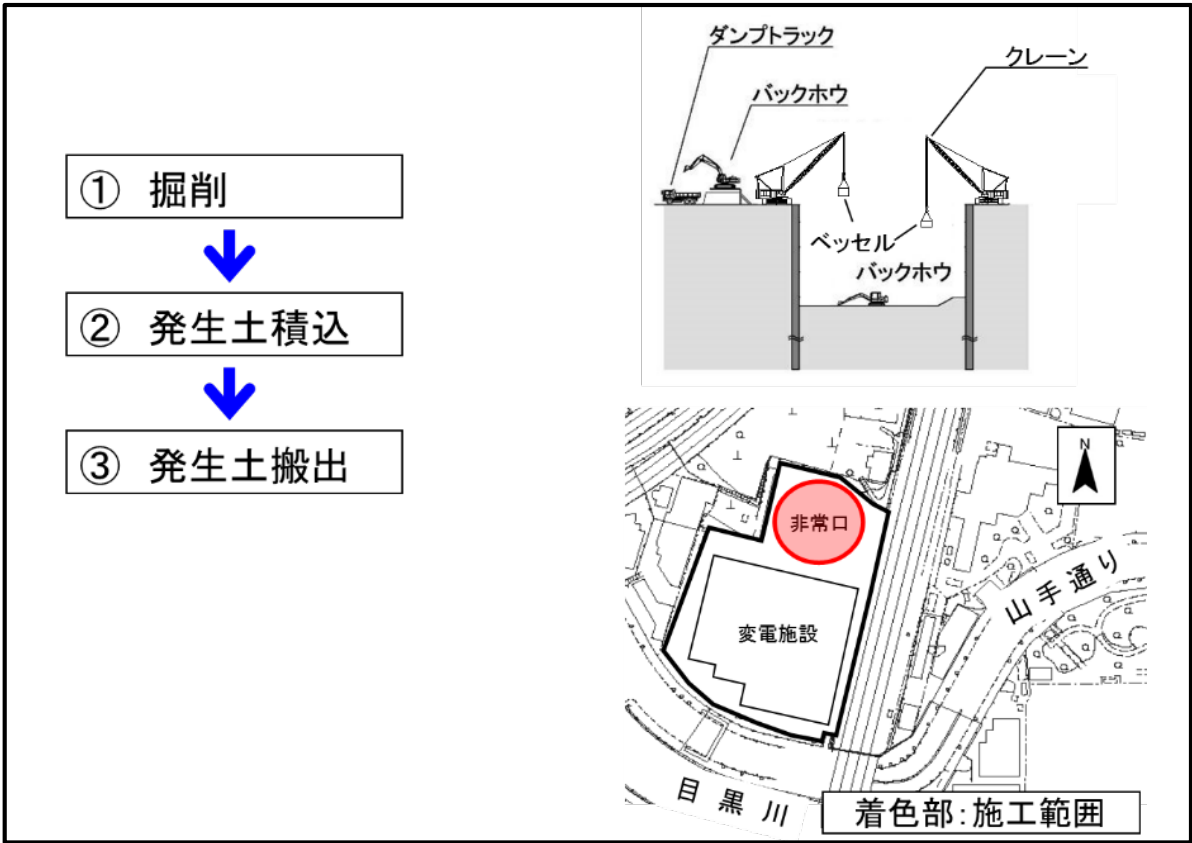 ① 掘削
② 発生土積込
③ 発生土搬出
ダンプトラック
クレーン
バックホウ
ベッセル
バックホウ
N
非常口
変電施設
山手通り
目黒川
着色部:施工範囲